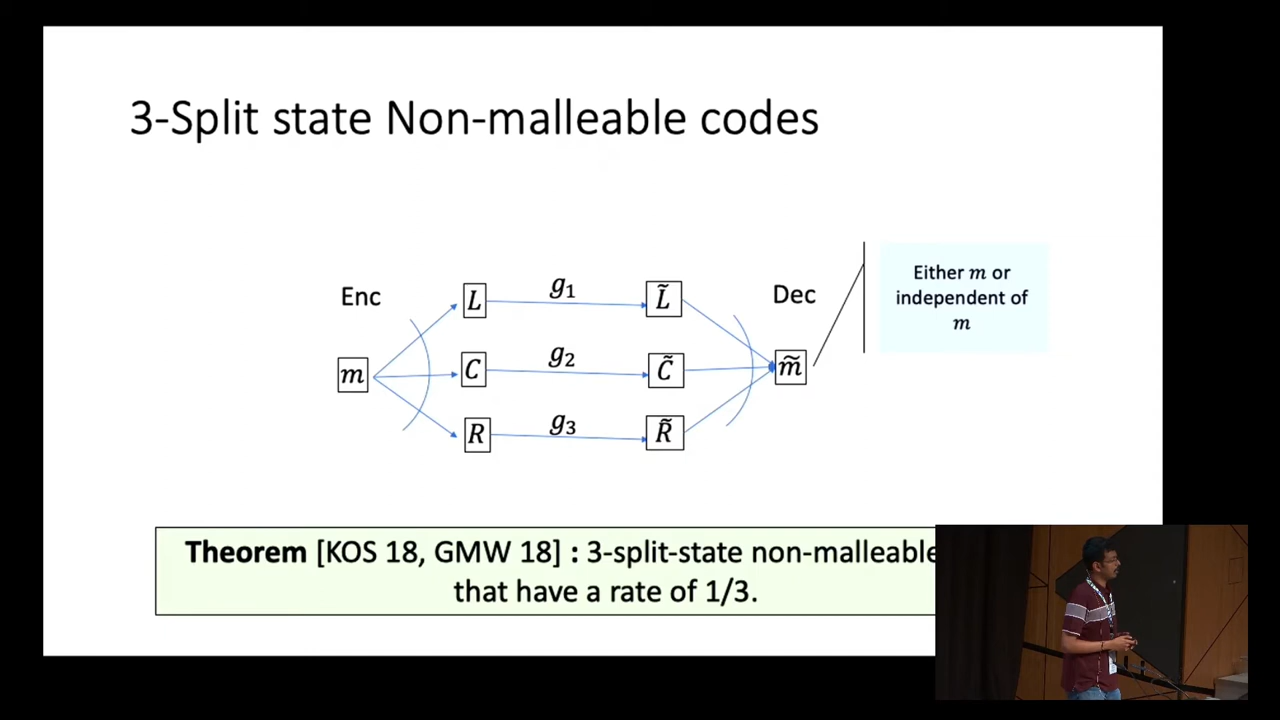 3-Split state Non-malleable codes
Enc
L
g₁
L̃
Dec
Either m or
independent of
m
m
C
g₂
C̃
m̃
R
g₃
R̃
Theorem [KOS 18, GMW 18] : 3-split-state non-malleable
that have a rate of 1/3.